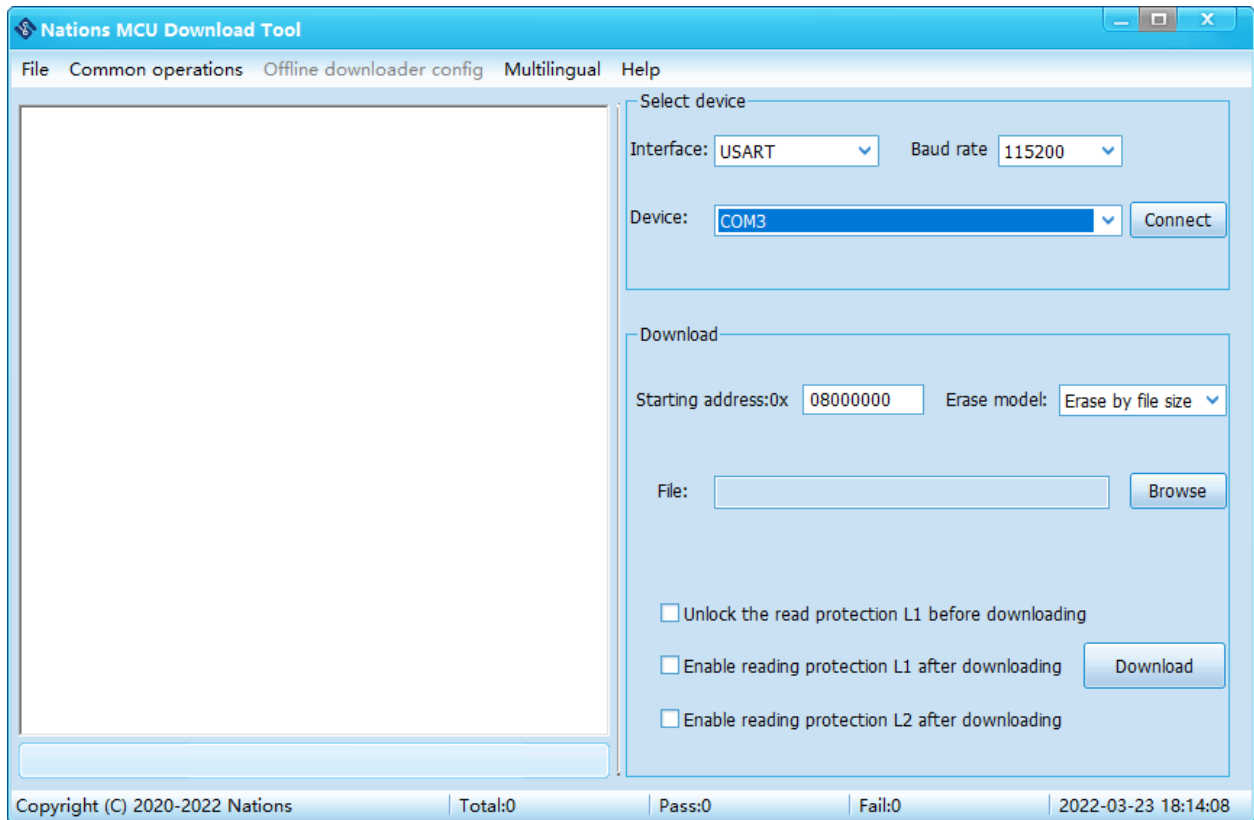 Nations MCU Download Tool
File Common operations Offline downloader config Multilingual Help
Select device
Interface: USART Baud rate 115200
Device: COM3 Connect
Download
Starting address:0x 08000000 Erase model: Erase by file size
File: Browse
Unlock the read protection L1 before downloading
Enable reading protection L1 after downloading Download
Enable reading protection L2 after downloading
Copyright (C) 2020-2022 Nations Total:0 Pass:0 Fail:0 2022-03-23 18:14:08